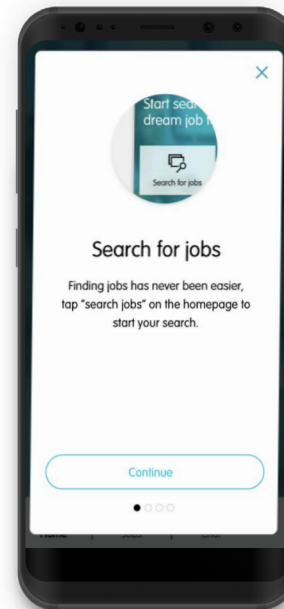 Start sear
dream job f
Search for jobs
Search for jobs
Finding jobs has never been easier,
tap "search jobs" on the homepage to
start your search.
Continue